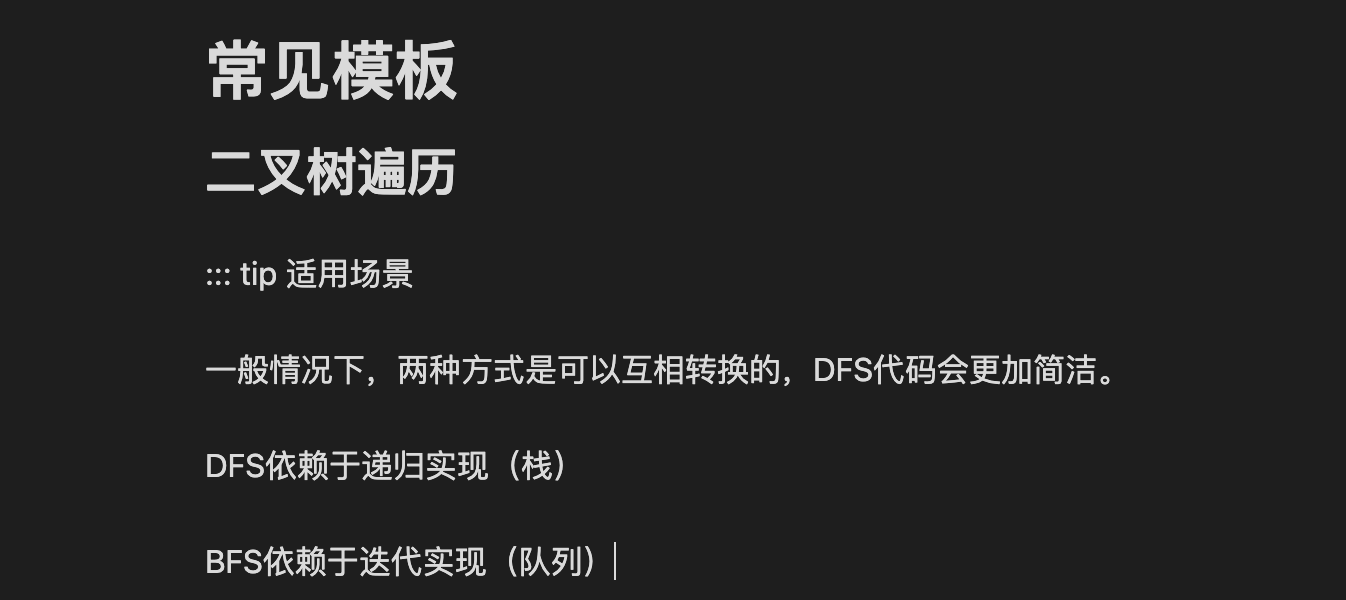 常见模板
二叉树遍历
::: tip 适用场景
一般情况下，两种方式是可以互相转换的，DFS代码会更加简洁。
DFS依赖于递归实现（栈）
BFS依赖于迭代实现（队列）